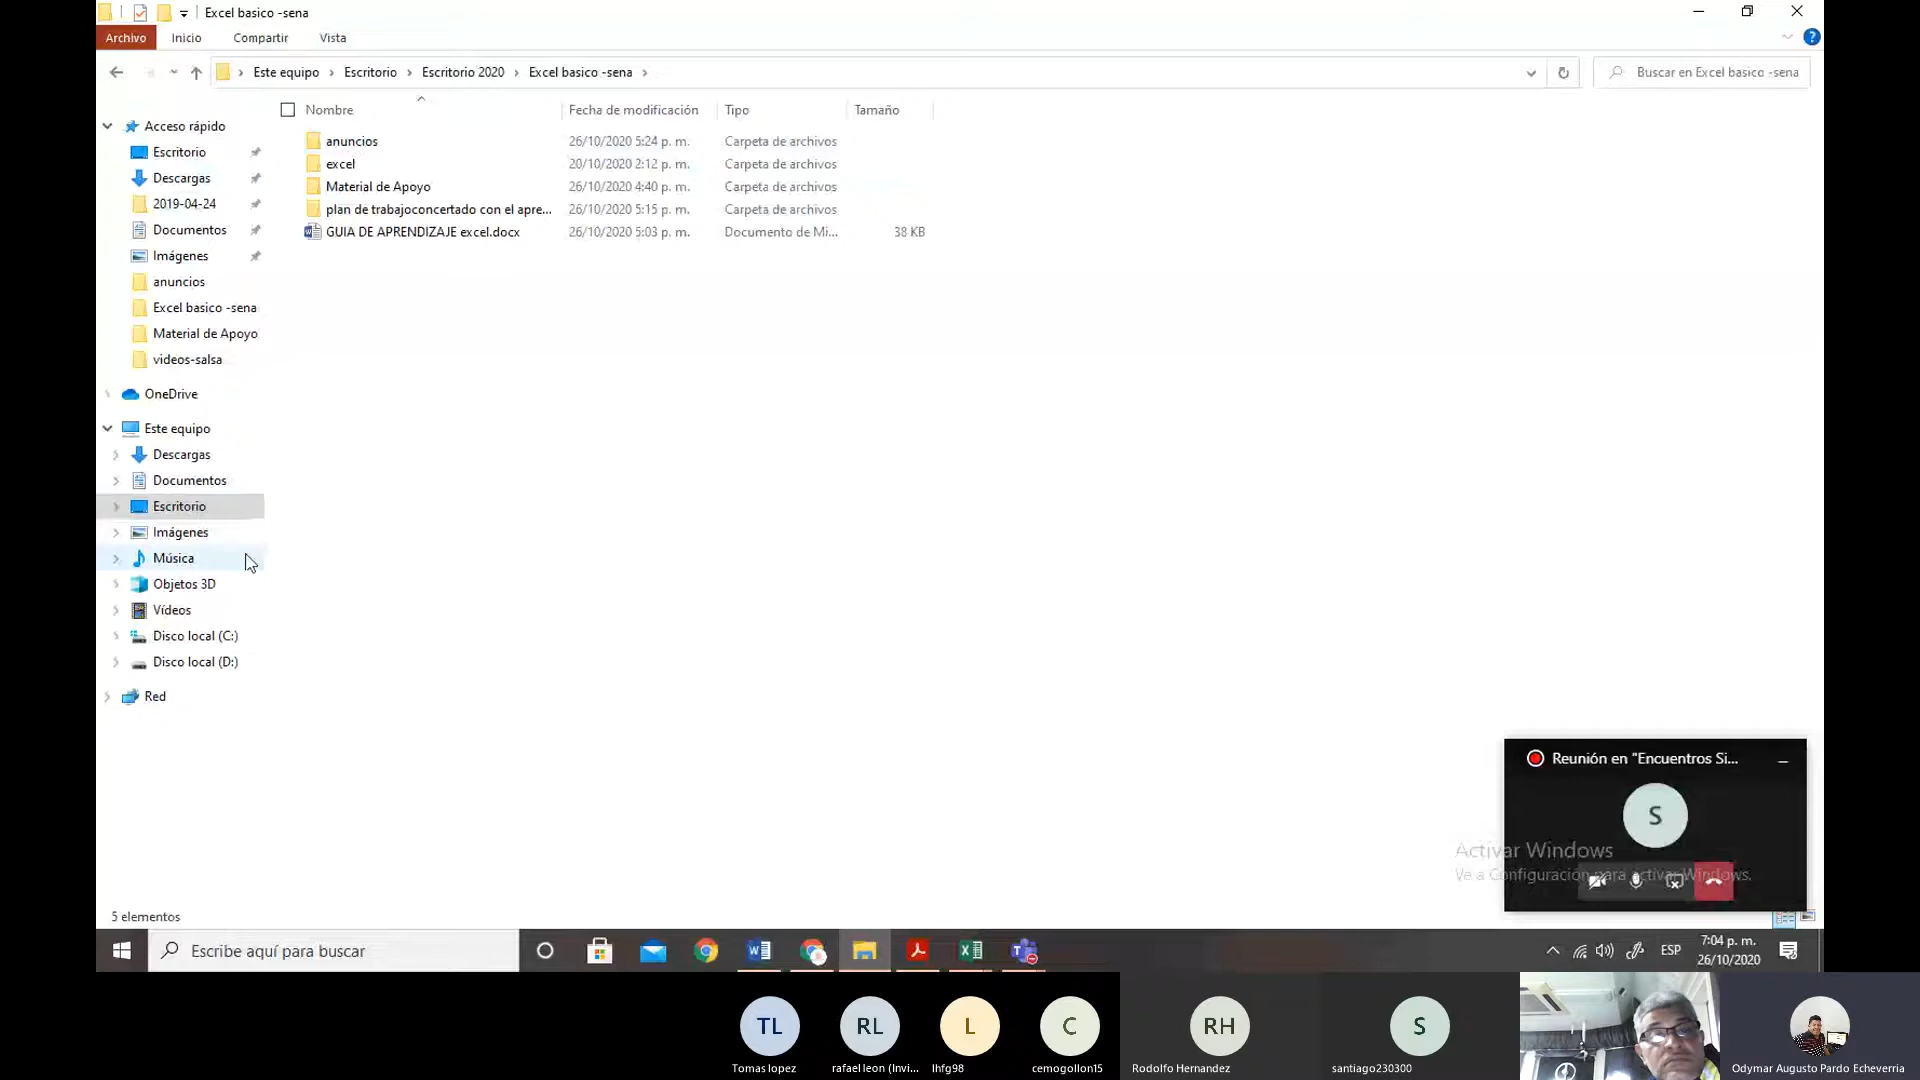 Excel basico -sena
Archivo Inicio Compartir Vista
Este equipo Escritorio Escritorio 2020 Excel basico -sena
Buscar en Excel basico -sena
Nombre Fecha de modificación Tipo Tamaño
anuncios 26/10/2020 5:24 p. m. Carpeta de archivos
excel 20/10/2020 2:12 p. m. Carpeta de archivos
Material de Apoyo 26/10/2020 4:40 p. m. Carpeta de archivos
plan de trabajoconcertado con el apre... 26/10/2020 5:15 p. m. Carpeta de archivos
GUIA DE APRENDIZAJE excel.docx 26/10/2020 5:03 p. m. Documento de Mi... 38 KB
Acceso rápido
Escritorio
Descargas
2019-04-24
Documentos
Imágenes
anuncios
Excel basico -sena
Material de Apoyo
videos-salsa
OneDrive
Este equipo
Descargas
Documentos
Escritorio
Imágenes
Música
Objetos 3D
Vídeos
Disco local (C:)
Disco local (D:)
Red
Reunión en "Encuentros Si...
S
Activar Windows
Ve a Configuración para activar Windows.
5 elementos
Escribe aquí para buscar
ESP
7:04 p. m.
26/10/2020
TL RL L C RH S
Tomas lopez rafael leon (Invi... lhfg98 cemogollon15 Rodolfo Hernandez santiago230300 Odymar Augusto Pardo Echeverria